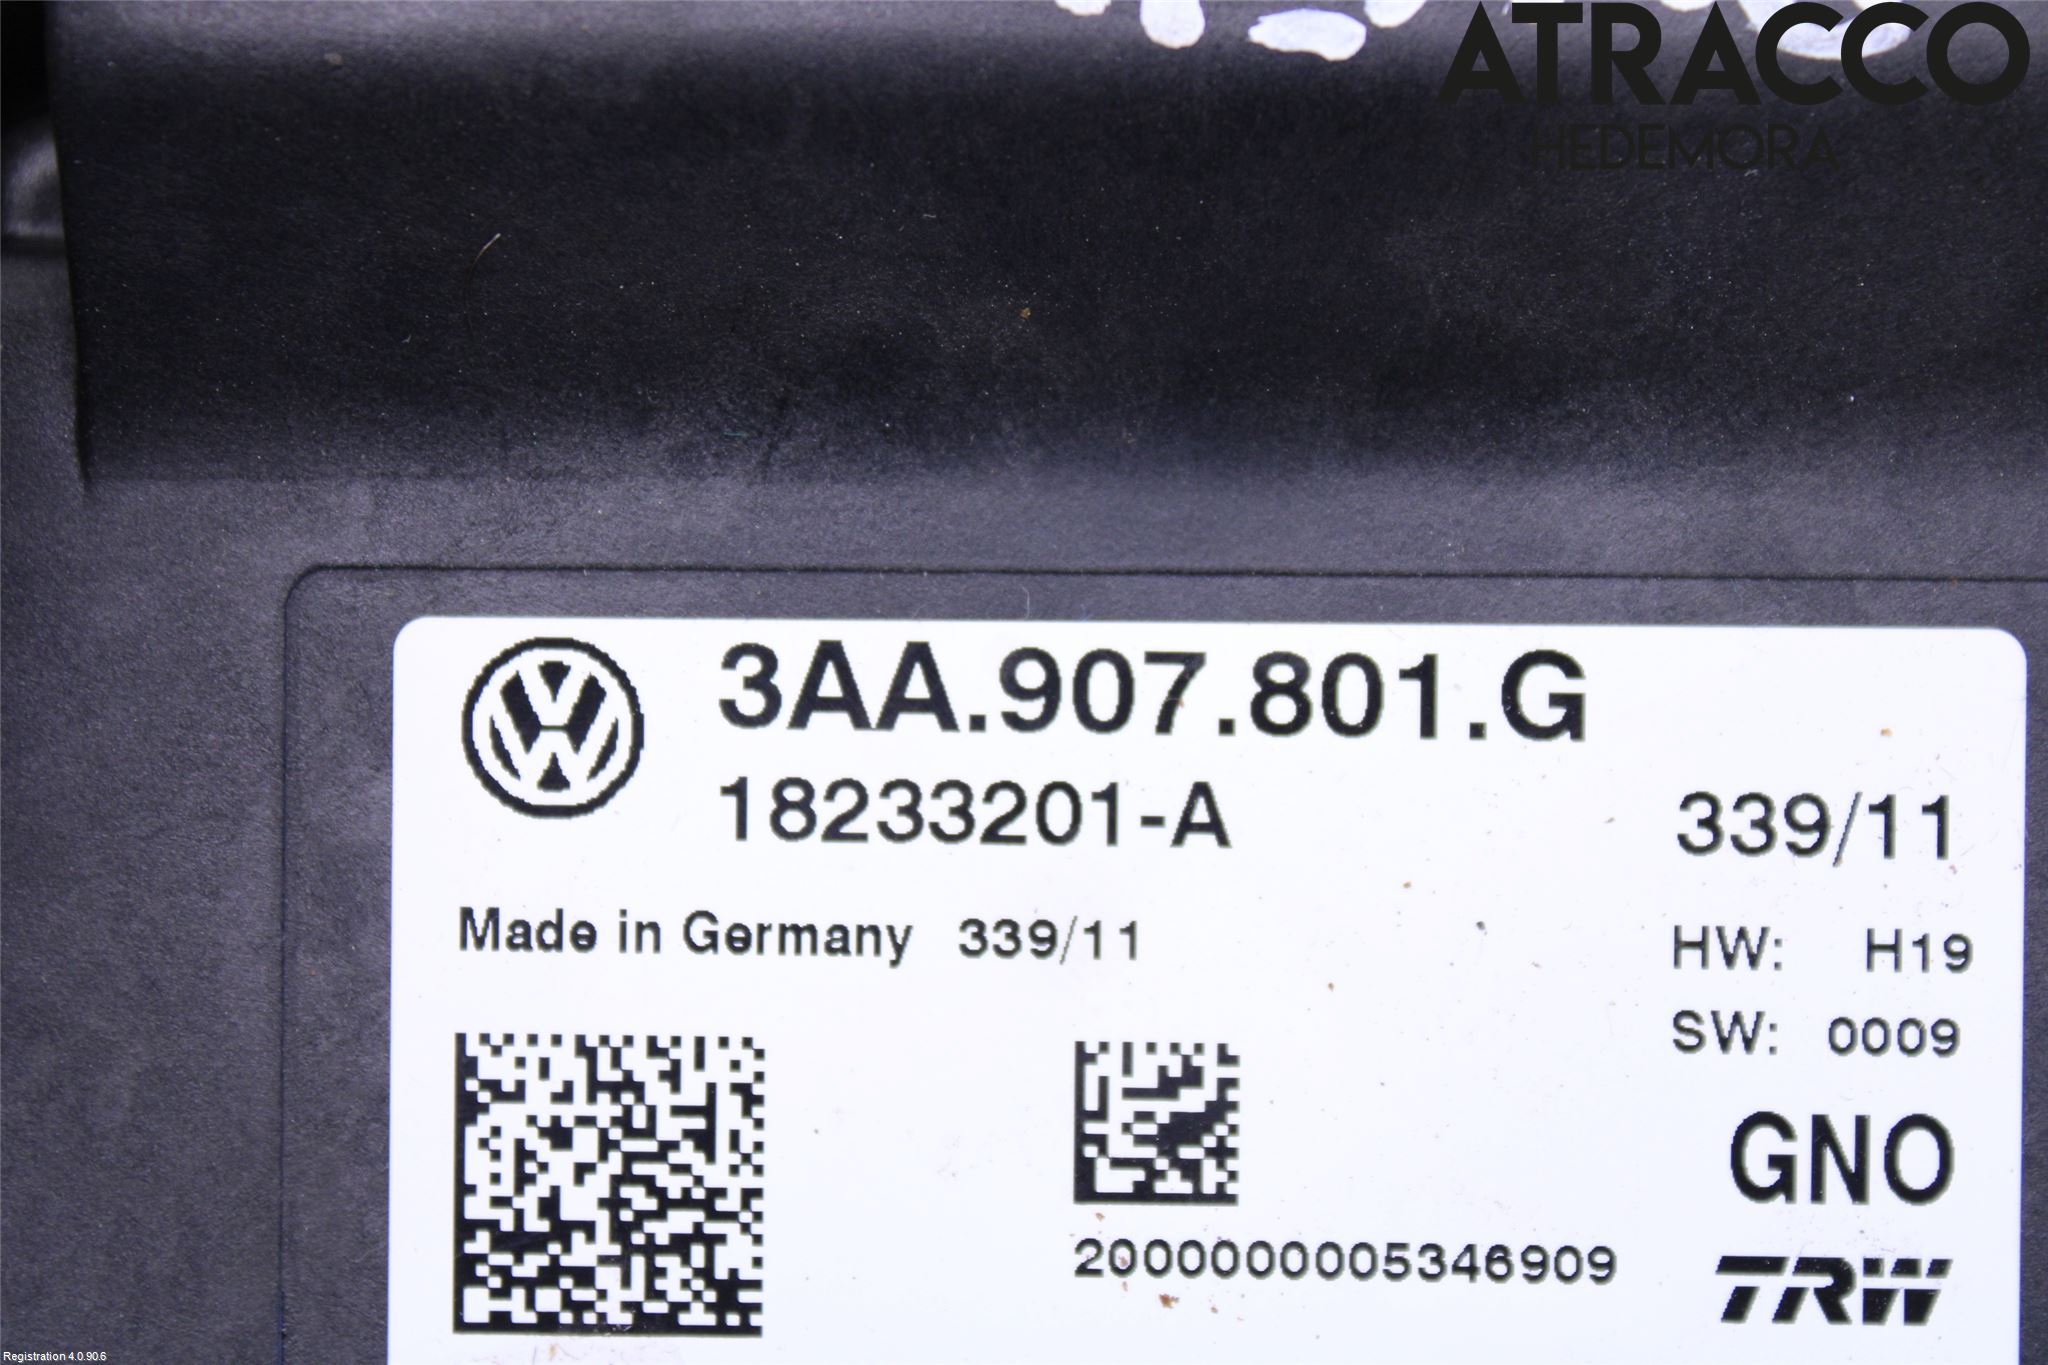 ATRACCO
HEDEMORA
3AA.907.801.G
18233201-A
339/11
Made in Germany 339/11
HW: H19
SW: 0009
GNO
2000000005346909
TRW
Registration 4.0.90.6